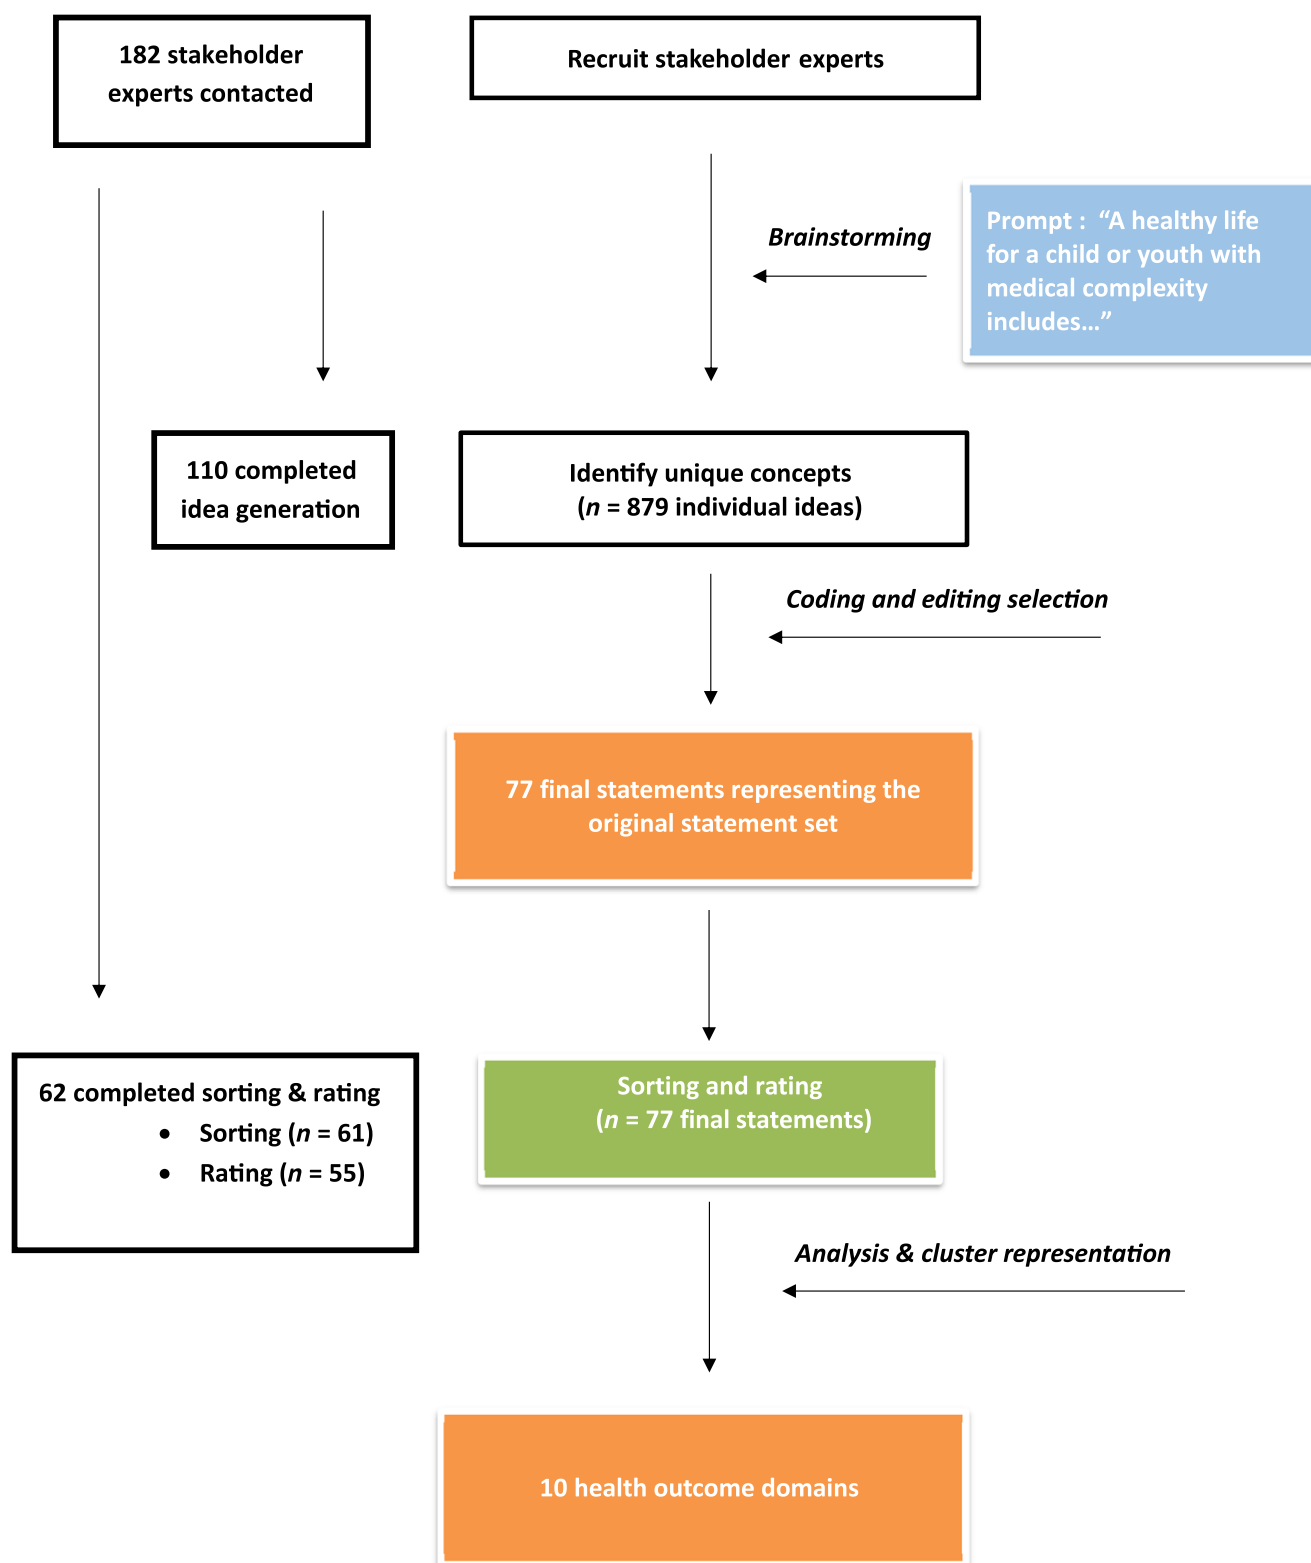 182 stakeholder
experts contacted
Recruit stakeholder experts
Brainstorming
Prompt : “A healthy life
for a child or youth with
medical complexity
includes…”
110 completed
idea generation
Identify unique concepts
(n = 879 individual ideas)
Coding and editing selection
77 final statements representing the
original statement set
62 completed sorting & rating
• Sorting (n = 61)
• Rating (n = 55)
Sorting and rating
(n = 77 final statements)
Analysis & cluster representation
10 health outcome domains